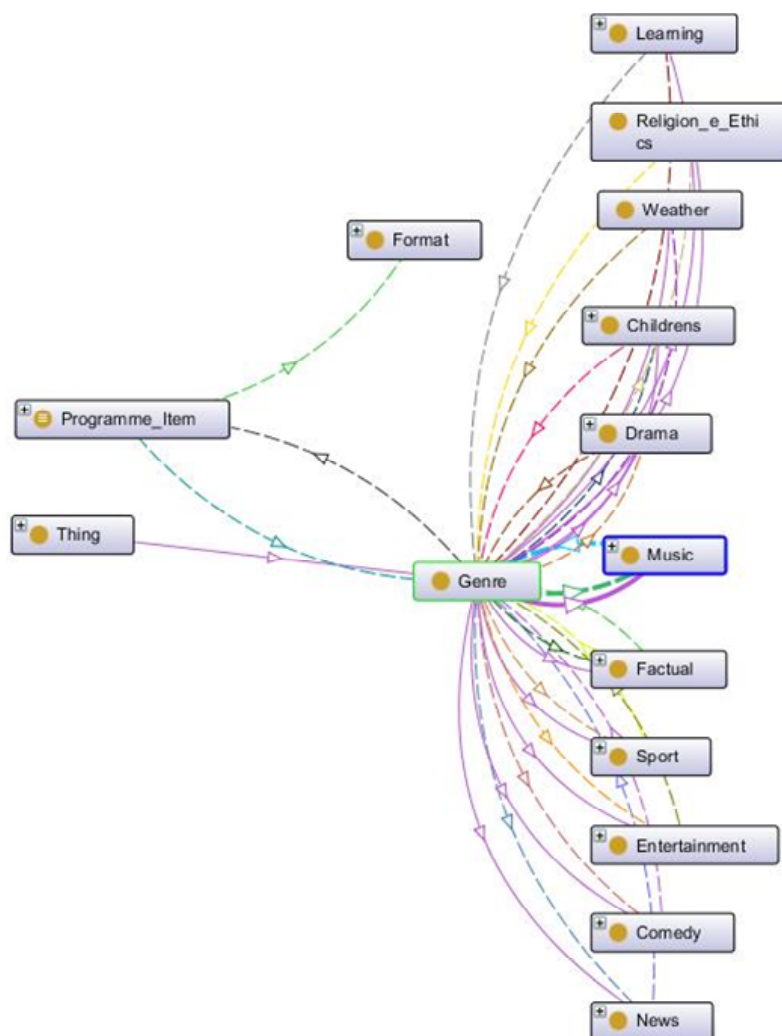 Learning
Religion_e_Ethi
cs
Weather
Format
Childrens
Programme_Item
Drama
Thing
Music
Genre
Factual
Sport
Entertainment
Comedy
News